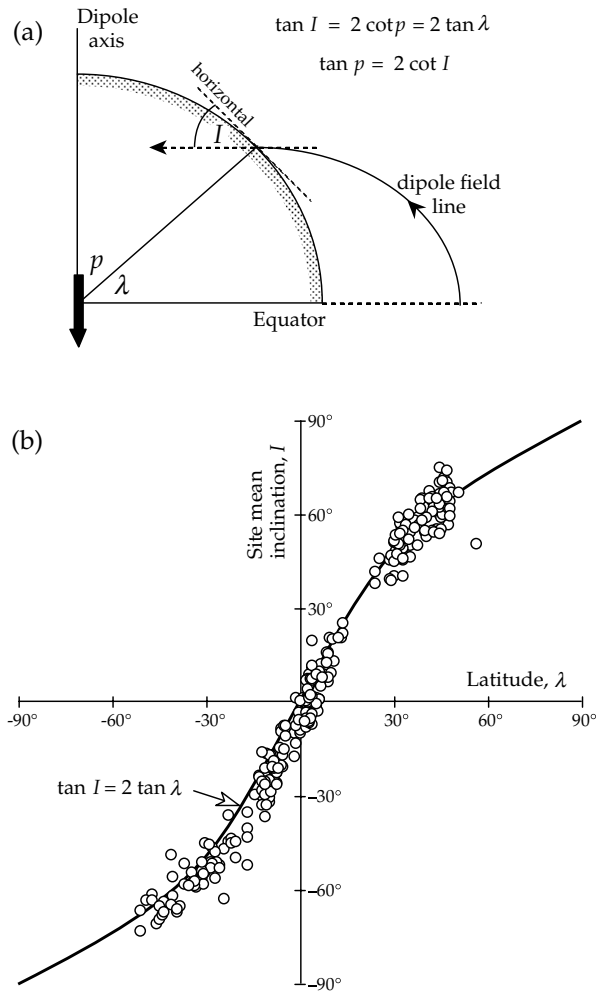 (a)
Dipole
axis
tan I = 2 cot p = 2 tan λ
tan p = 2 cot I
horizontal
I
dipole field
line
p
λ
Equator
(b)
90°
Site mean
inclination, I
60°
30°
Latitude, λ
-90°
-60°
-30°
30°
60°
90°
tan I = 2 tan λ
–30°
–60°
–90°